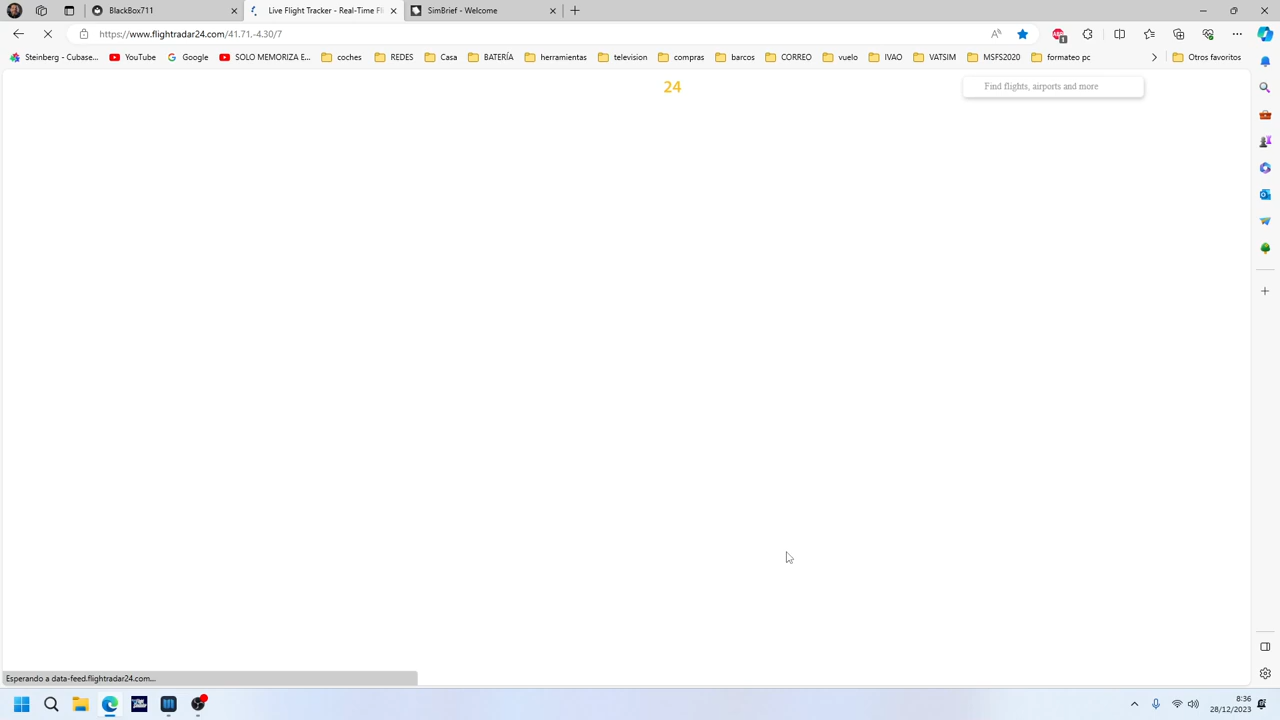 BlackBox711
Live Flight Tracker - Real-Time Fl
SimBrief - Welcome
https://www.flightradar24.com/41.71,-4.30/7
Steinberg - Cubase...
YouTube
Google
SOLO MEMORIZA E...
coches
REDES
Casa
BATERÍA
herramientas
television
compras
barcos
CORREO
vuelo
IVAO
VATSIM
MSFS2020
formateo pc
Otros favoritos
24
Find flights, airports and more
Esperando a data-feed.flightradar24.com...
8:36
28/12/2023